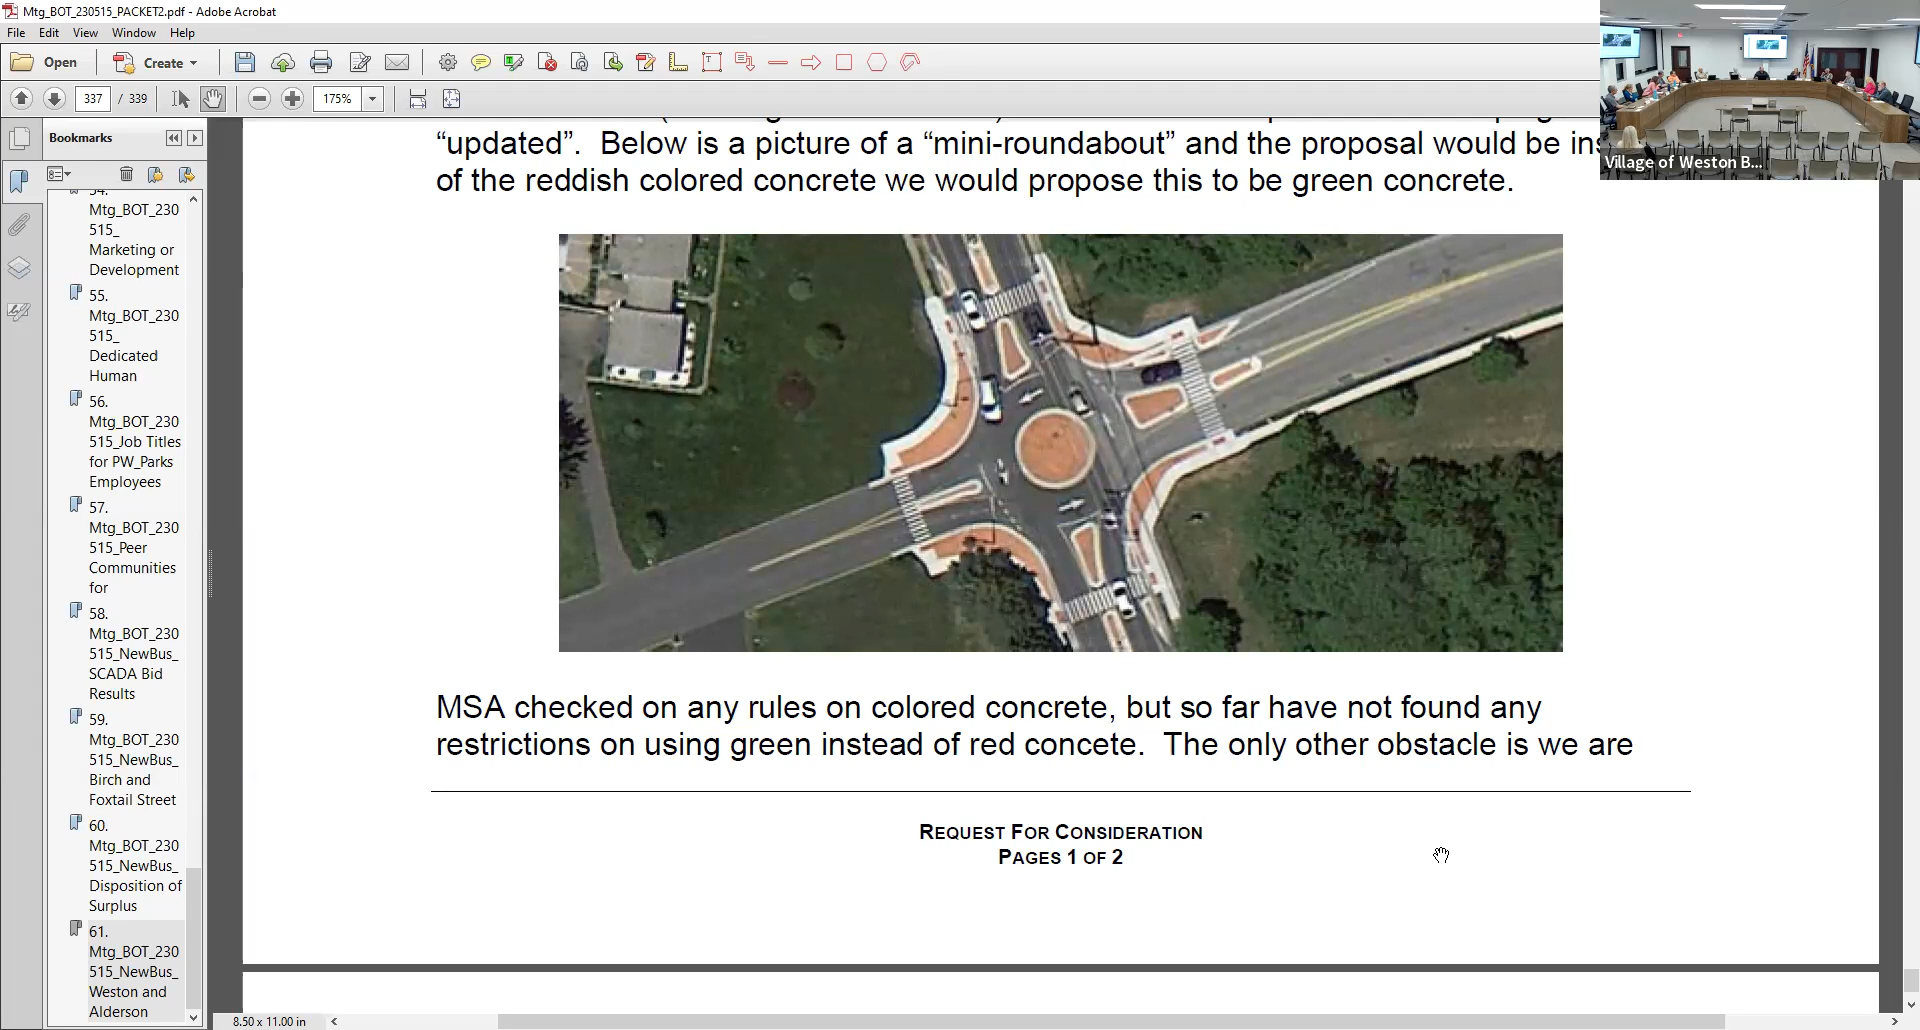 Mtg_BOT_230515_PACKET2.pdf - Adobe Acrobat
File Edit View Window Help
Open Create
337 / 339 175%
Bookmarks
54.
Mtg_BOT_230
515_
Marketing or
Development
55.
Mtg_BOT_230
515_
Dedicated
Human
56.
Mtg_BOT_230
515_Job Titles
for PW_Parks
Employees
57.
Mtg_BOT_230
515_Peer
Communities
for
58.
Mtg_BOT_230
515_NewBus_
SCADA Bid
Results
59.
Mtg_BOT_230
515_NewBus_
Birch and
Foxtail Street
60.
Mtg_BOT_230
515_NewBus_
Disposition of
Surplus
61.
Mtg_BOT_230
515_NewBus_
Weston and
Alderson
“updated”. Below is a picture of a “mini-roundabout” and the proposal would be
of the reddish colored concrete we would propose this to be green concrete.
MSA checked on any rules on colored concrete, but so far have not found any
restrictions on using green instead of red concete. The only other obstacle is we are
REQUEST FOR CONSIDERATION
PAGES 1 OF 2
8.50 x 11.00 in
Village of Weston B...